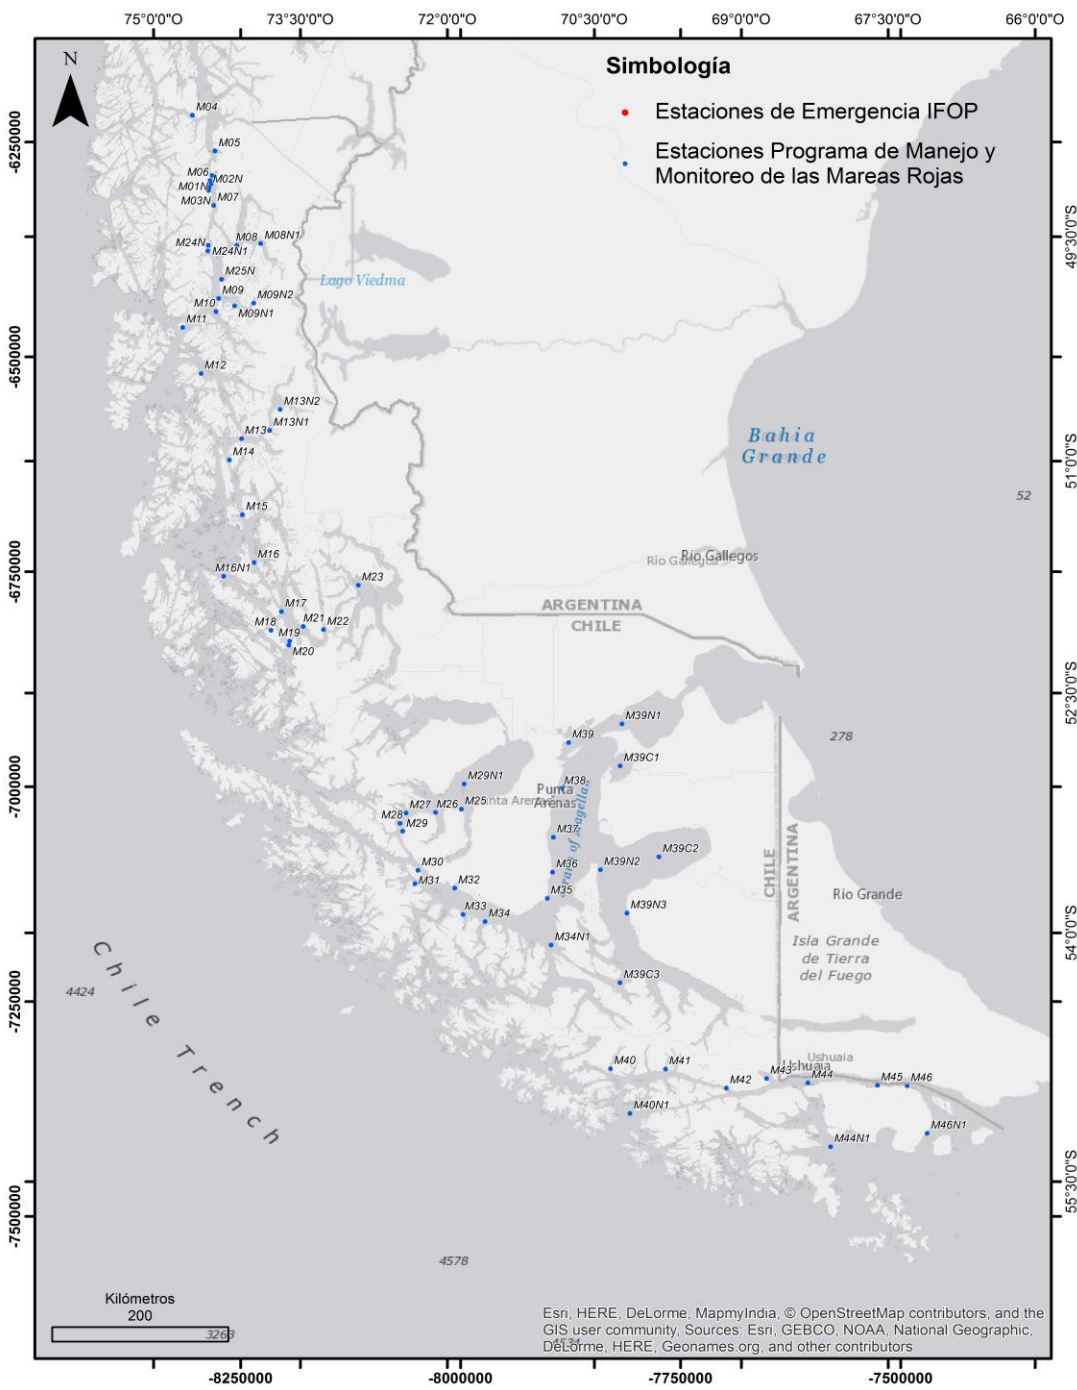 75°0'0"O 73°30'0"O 72°0'0"O 70°30'0"O 69°0'0"O 67°30'0"O 66°0'0"O
N
Simbología
Estaciones de Emergencia IFOP
Estaciones Programa de Manejo y
Monitoreo de las Mareas Rojas
M04
-6250000
M05
M06
M02N
M01N
M03N
M07
49°30'0"S
M24N
M08
M08N1
M24N1
M25N
Lago Viedma
M09
M09N2
M10
M09N1
M11
-6500000
M12
M13N2
M13N1
M13
Bahia
Grande
M14
51°0'0"S
52
M15
M16
Río Gallegos
Río Gallegos
M16N1
-6750000
M23
ARGENTINA
CHILE
M17
M18
M21
M22
M19
M20
52°30'0"S
M39N1
M39
278
M39C1
M29N1
M38
-7000000
Punta
Arenas
M27
M26
M25
M28
M29
M37
M39C2
CHILE
ARGENTINA
M36
M39N2
M30
M31
M32
M35
Río Grande
M33
M34
M39N3
54°0'0"S
M34N1
Isla Grande
de Tierra
del Fuego
Chile Trench
4424
-7250000
M39C3
M40
M41
Ushuaia
Ushuaia
M42
M43
M44
M45
M46
M40N1
M46N1
M44N1
55°30'0"S
-7500000
4578
Kilómetros
200
3263
Esri, HERE, DeLorme, MapmyIndia, © OpenStreetMap contributors, and the
GIS user community, Sources: Esri, GEBCO, NOAA, National Geographic,
DeLorme, HERE, Geonames.org, and other contributors
-8250000 -8000000 -7750000 -7500000